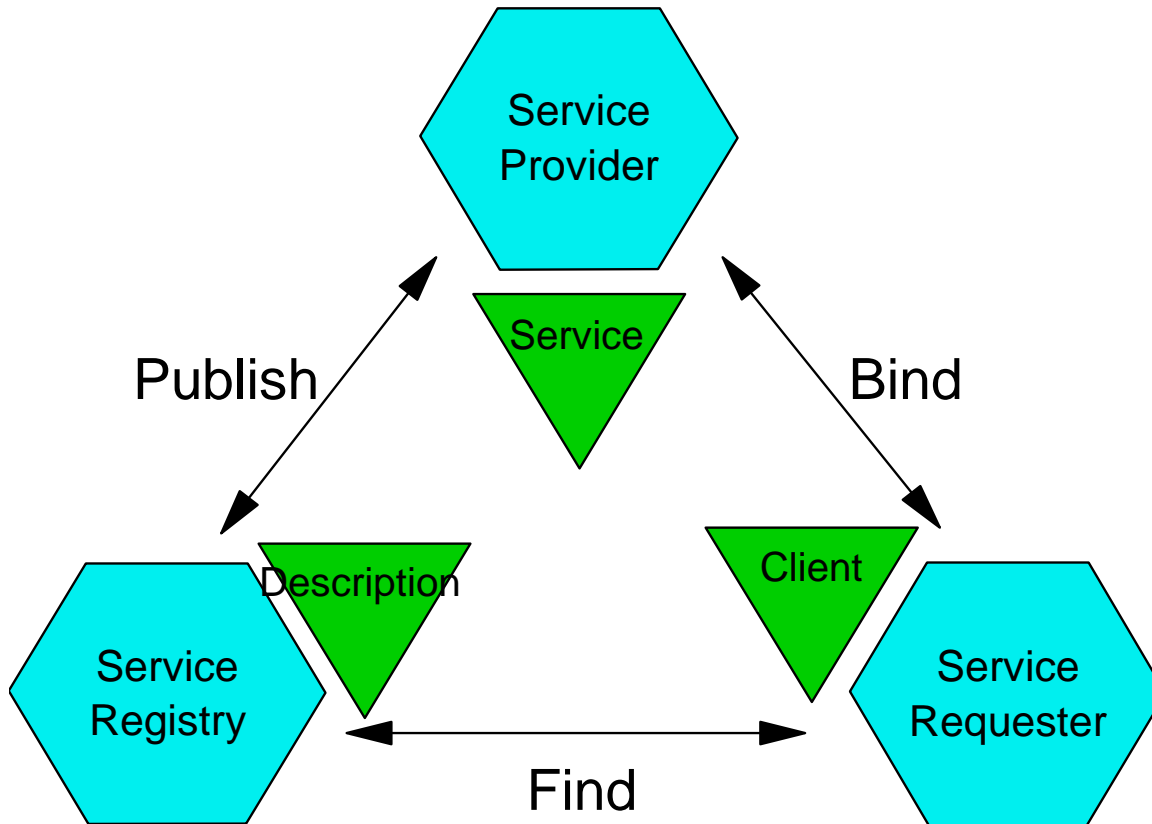 Service
Provider
Service
Publish
Bind
Description
Client
Service
Registry
Service
Requester
Find